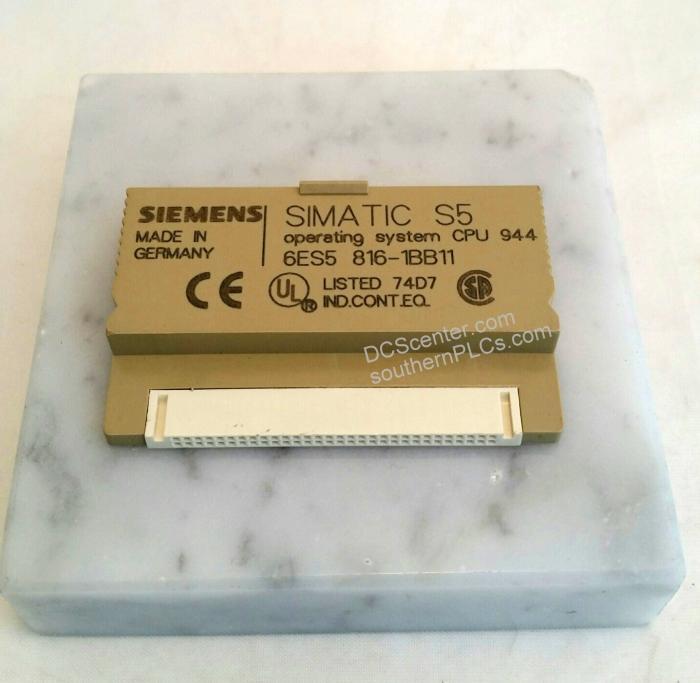 SIEMENS
MADE IN
GERMANY
SIMATIC S5
operating system CPU 944
6ES5 816-1BB11
CE
UL
R
LISTED 74D7
IND.CONT.EQ.
SA
DCScenter.com
southernPLCs.com